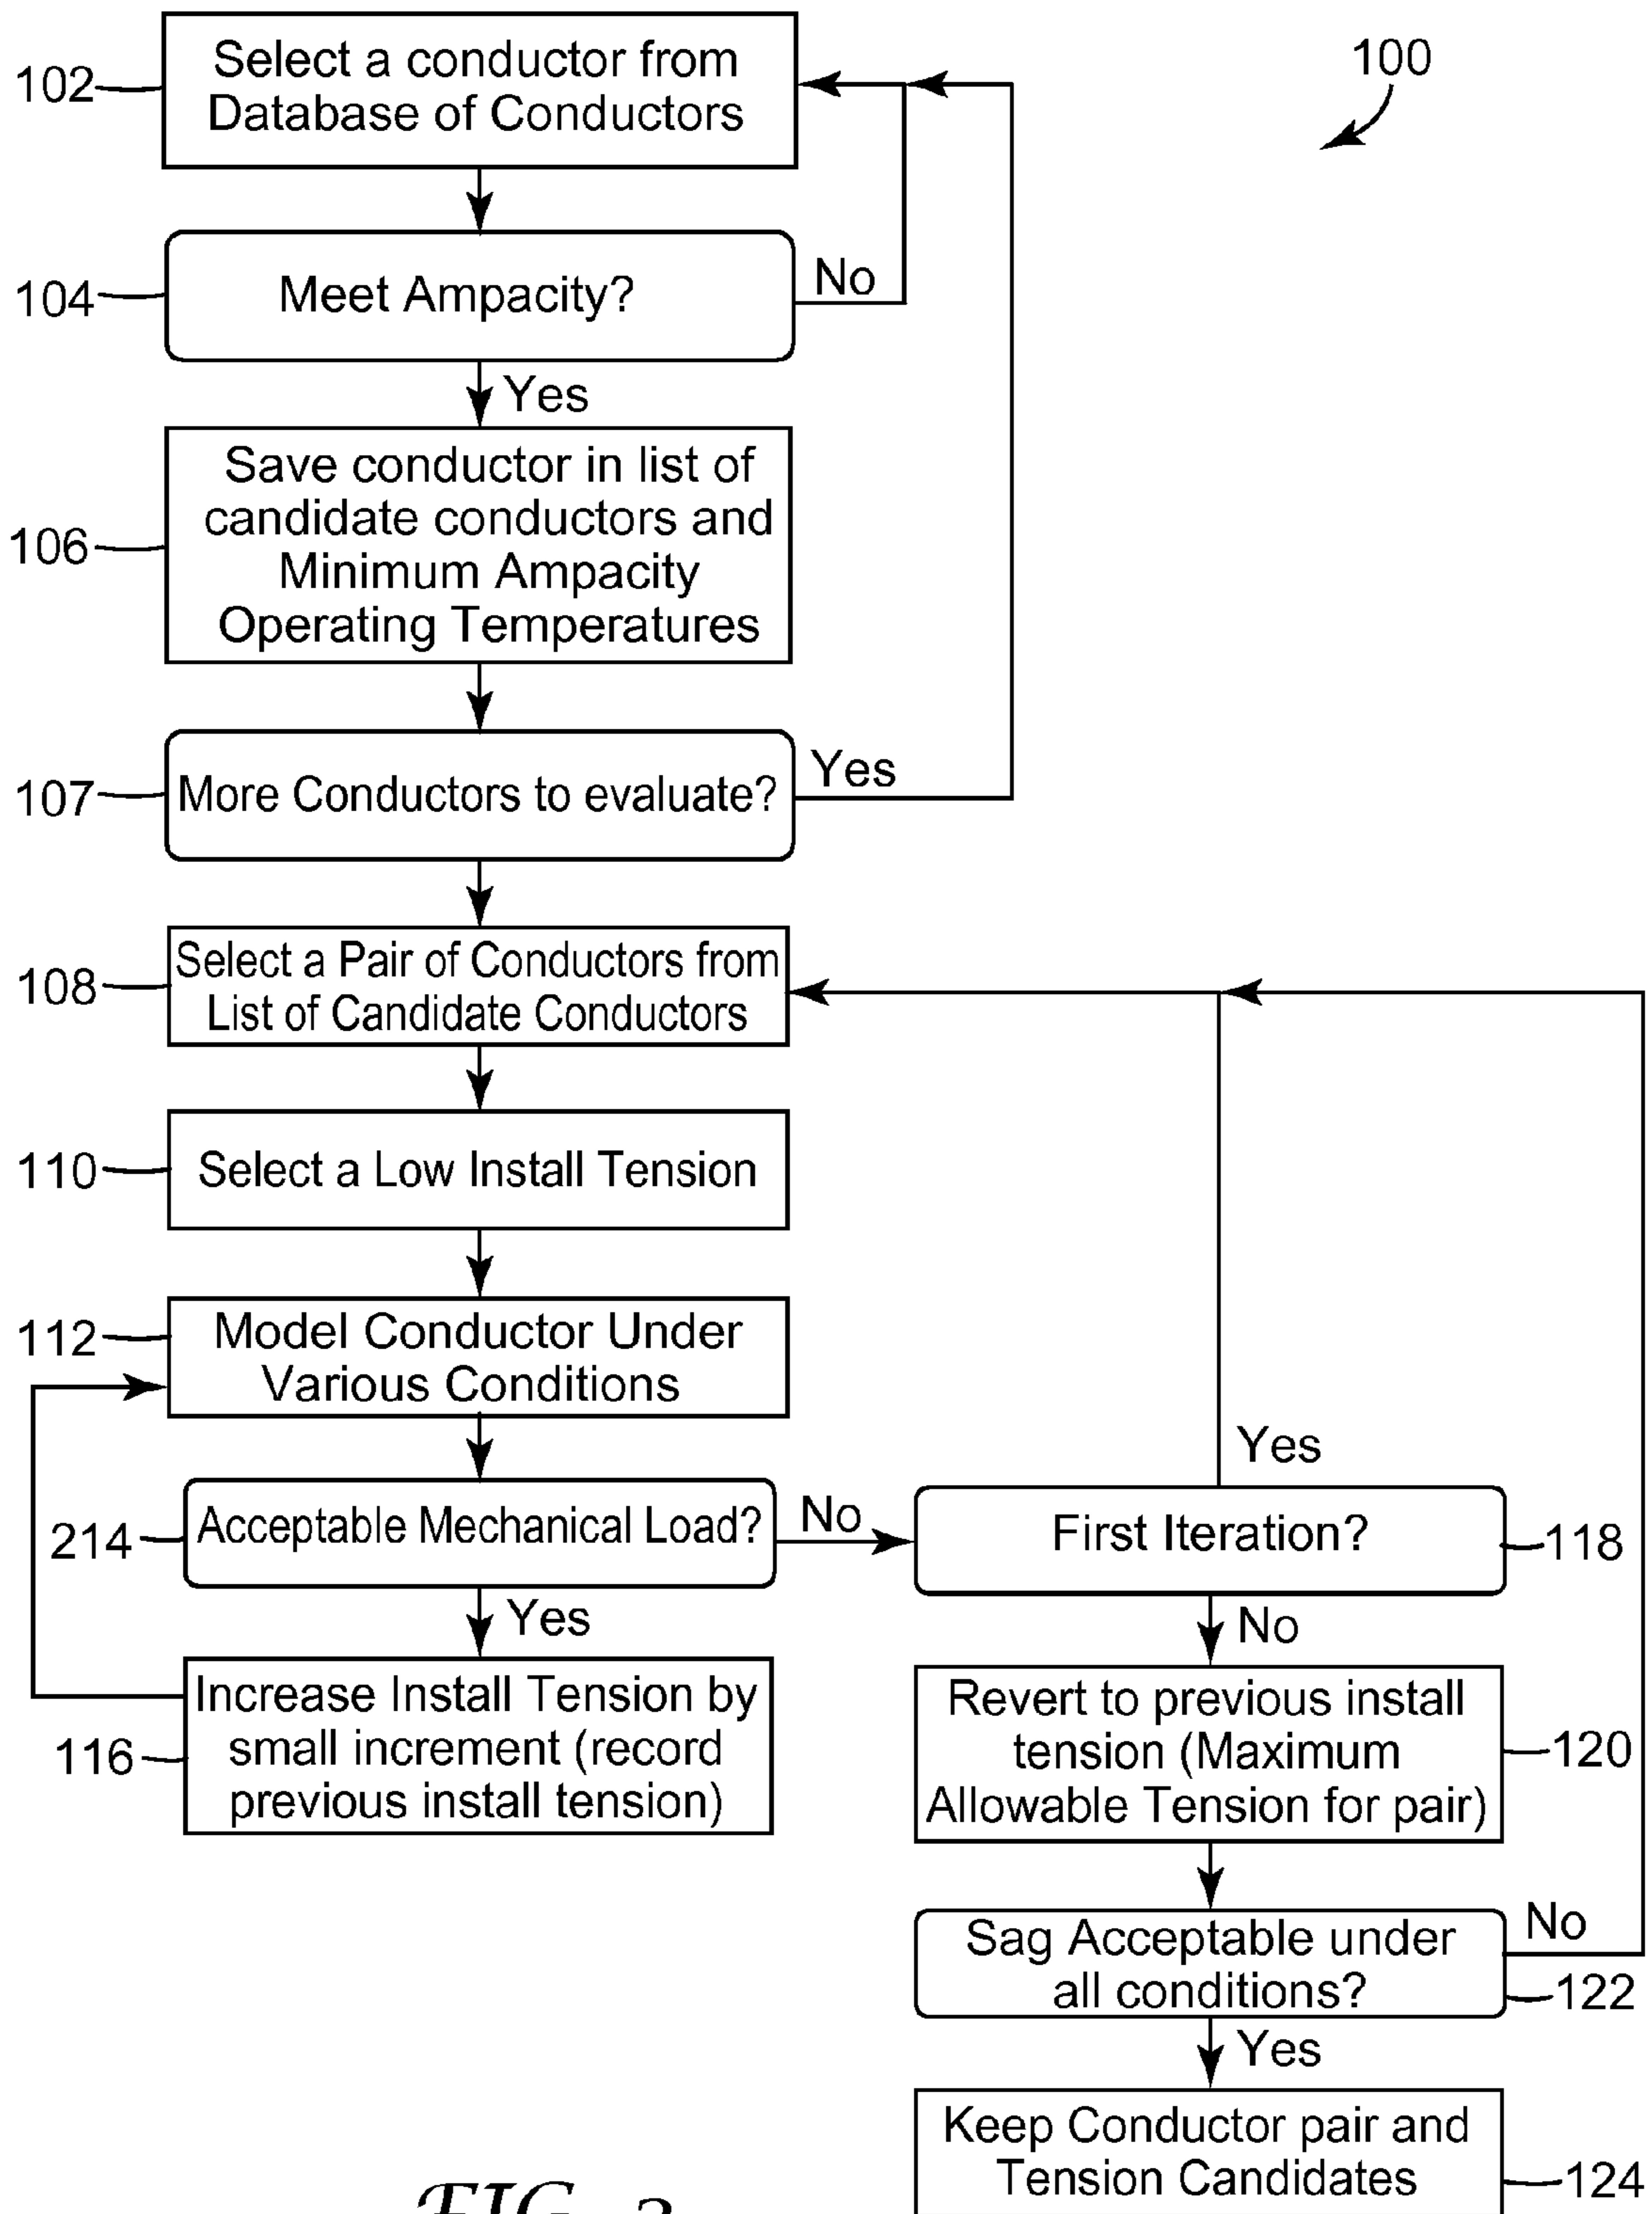 100
102
Select a conductor from
Database of Conductors
104
Meet Ampacity?
No
Yes
106
Save conductor in list of
candidate conductors and
Minimum Ampacity
Operating Temperatures
107
More Conductors to evaluate?
Yes
108
Select a Pair of Conductors from
List of Candidate Conductors
110
Select a Low Install Tension
112
Model Conductor Under
Various Conditions
214
Acceptable Mechanical Load?
No
Yes
116
Increase Install Tension by
small increment (record
previous install tension)
Yes
First Iteration?
118
No
Revert to previous install
tension (Maximum
Allowable Tension for pair)
120
Sag Acceptable under
all conditions?
No
122
Yes
Keep Conductor pair and
Tension Candidates
124
FIG.